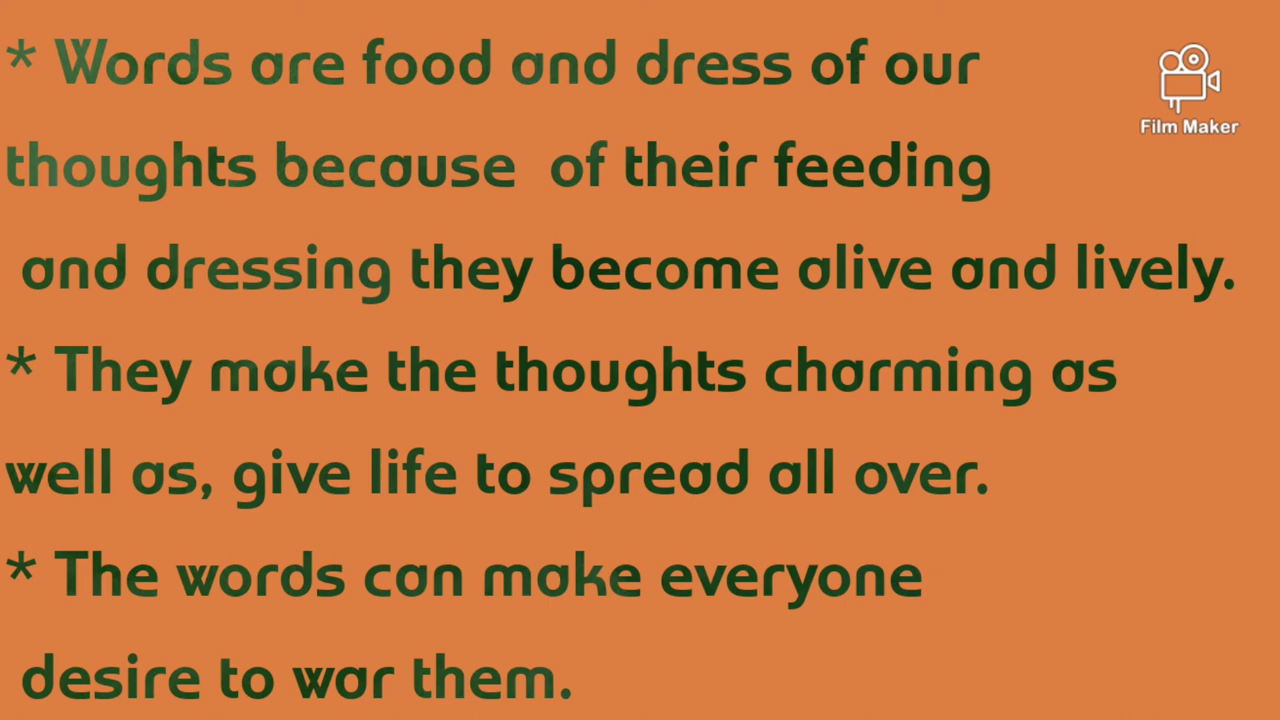 * Words are food and dress of our
Film Maker
thoughts because of their feeding
and dressing they become alive and lively.
* They make the thoughts charming as
well as, give life to spread all over.
* The words can make everyone
desire to war them.